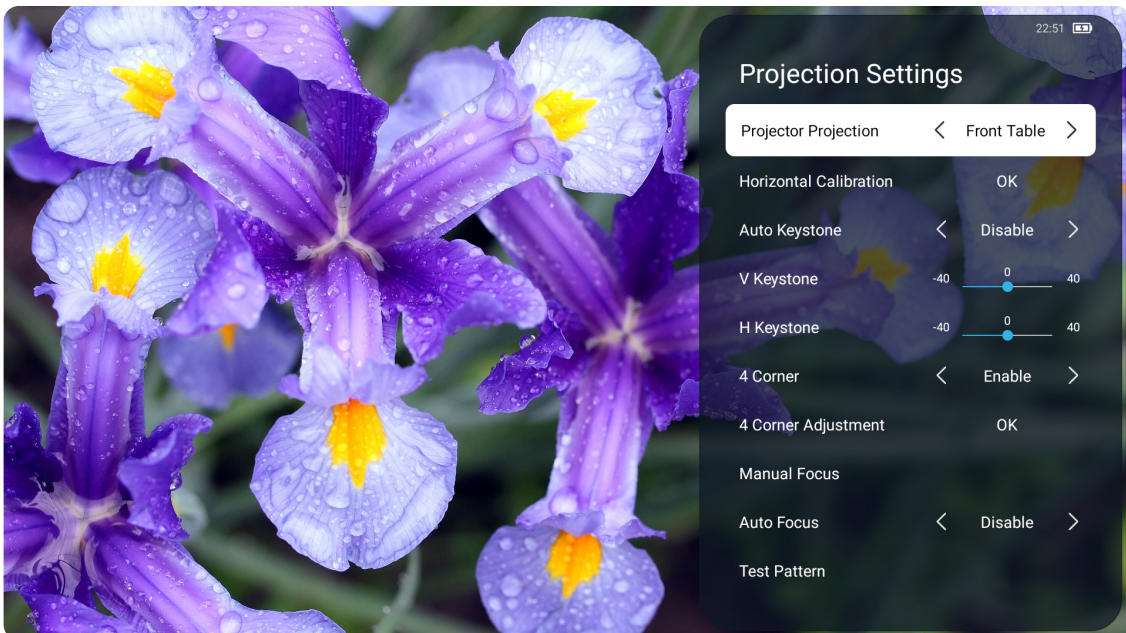 22:51
Projection Settings
Projector Projection < Front Table >
Horizontal Calibration OK
Auto Keystone < Disable >
V Keystone -40 0 40
H Keystone -40 0 40
4 Corner < Enable >
4 Corner Adjustment OK
Manual Focus
Auto Focus < Disable >
Test Pattern